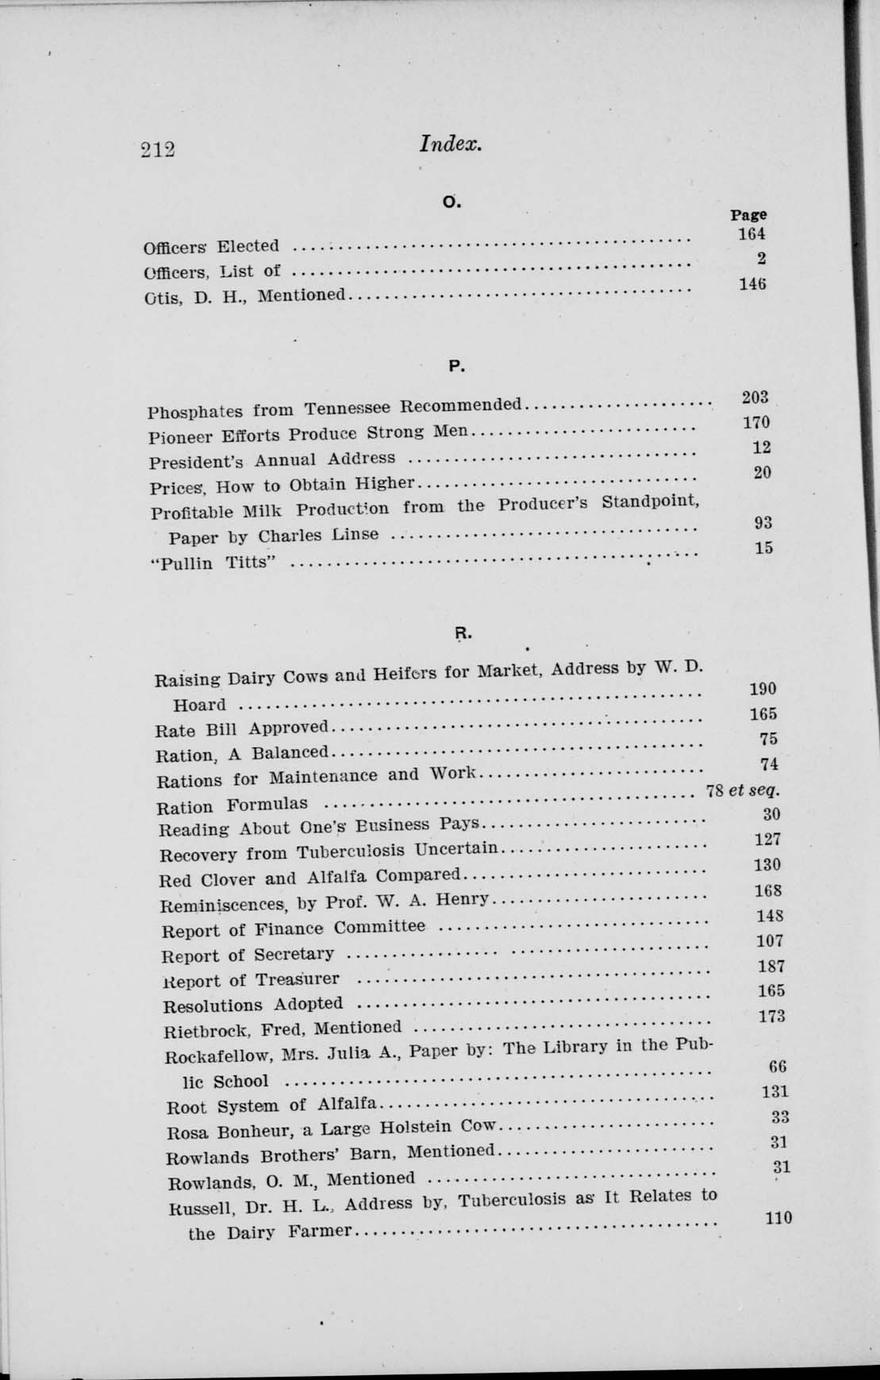 212 Index.
O.
Page
Officers Elected ........................................ 164
Officers, List of ........................................ 2
Otis, D. H., Mentioned...................................... 146
P.
Phosphates from Tennessee Recommended..................... 203
Pioneer Efforts Produce Strong Men......................... 170
President's Annual Address ................................ 12
Prices, How to Obtain Higher............................... 20
Profitable Milk Production from the Producer's Standpoint,
Paper by Charles Linse .................................. 93
"Pullin Titts" ............................................. 15
R.
Raising Dairy Cows and Heifers for Market, Address by W. D.
Hoard .................................................. 190
Rate Bill Approved......................................... 165
Ration, A Balanced......................................... 75
Rations for Maintenance and Work......................... 74
Ration Formulas ........................................ 78 et seq.
Reading About One's Business Pays......................... 30
Recovery from Tuberculosis Uncertain....................... 127
Red Clover and Alfalfa Compared........................... 130
Reminiscences, by Prof. W. A. Henry........................ 168
Report of Finance Committee .............................. 148
Report of Secretary ........................................ 107
Report of Treasurer ....................................... 187
Resolutions Adopted ....................................... 165
Rietbrock, Fred, Mentioned ................................. 173
Rockafellow, Mrs. Julia A., Paper by: The Library in the Pub-
lic School ............................................... 66
Root System of Alfalfa..................................... 131
Rosa Bonheur, a Large Holstein Cow........................ 33
Rowlands Brothers' Barn, Mentioned........................ 31
Rowlands, O. M., Mentioned ................................ 31
Russell, Dr. H. L., Address by, Tuberculosis as It Relates to
the Dairy Farmer........................................ 110